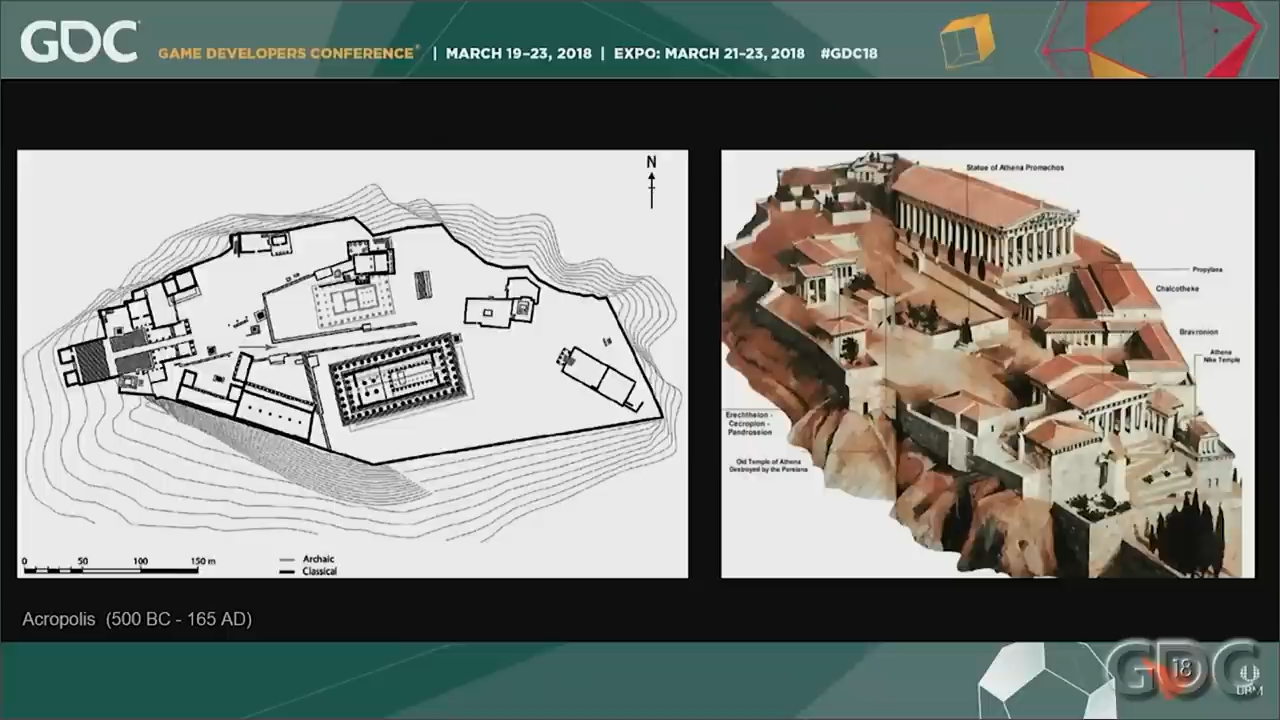 GDC
GAME DEVELOPERS CONFERENCE® | MARCH 19–23, 2018 | EXPO: MARCH 21–23, 2018 #GDC18
N
0 50 100 150 m
Archaic
Classical
Statue of Athena Promachos
Propylaea
Chalcotheke
Bravronion
Athena
Nike Temple
Erechtheion -
Cecropion -
Pandroseion
Old Temple of Athena
Destroyed by the Persians
Acropolis (500 BC - 165 AD)
GDC
18
UBM